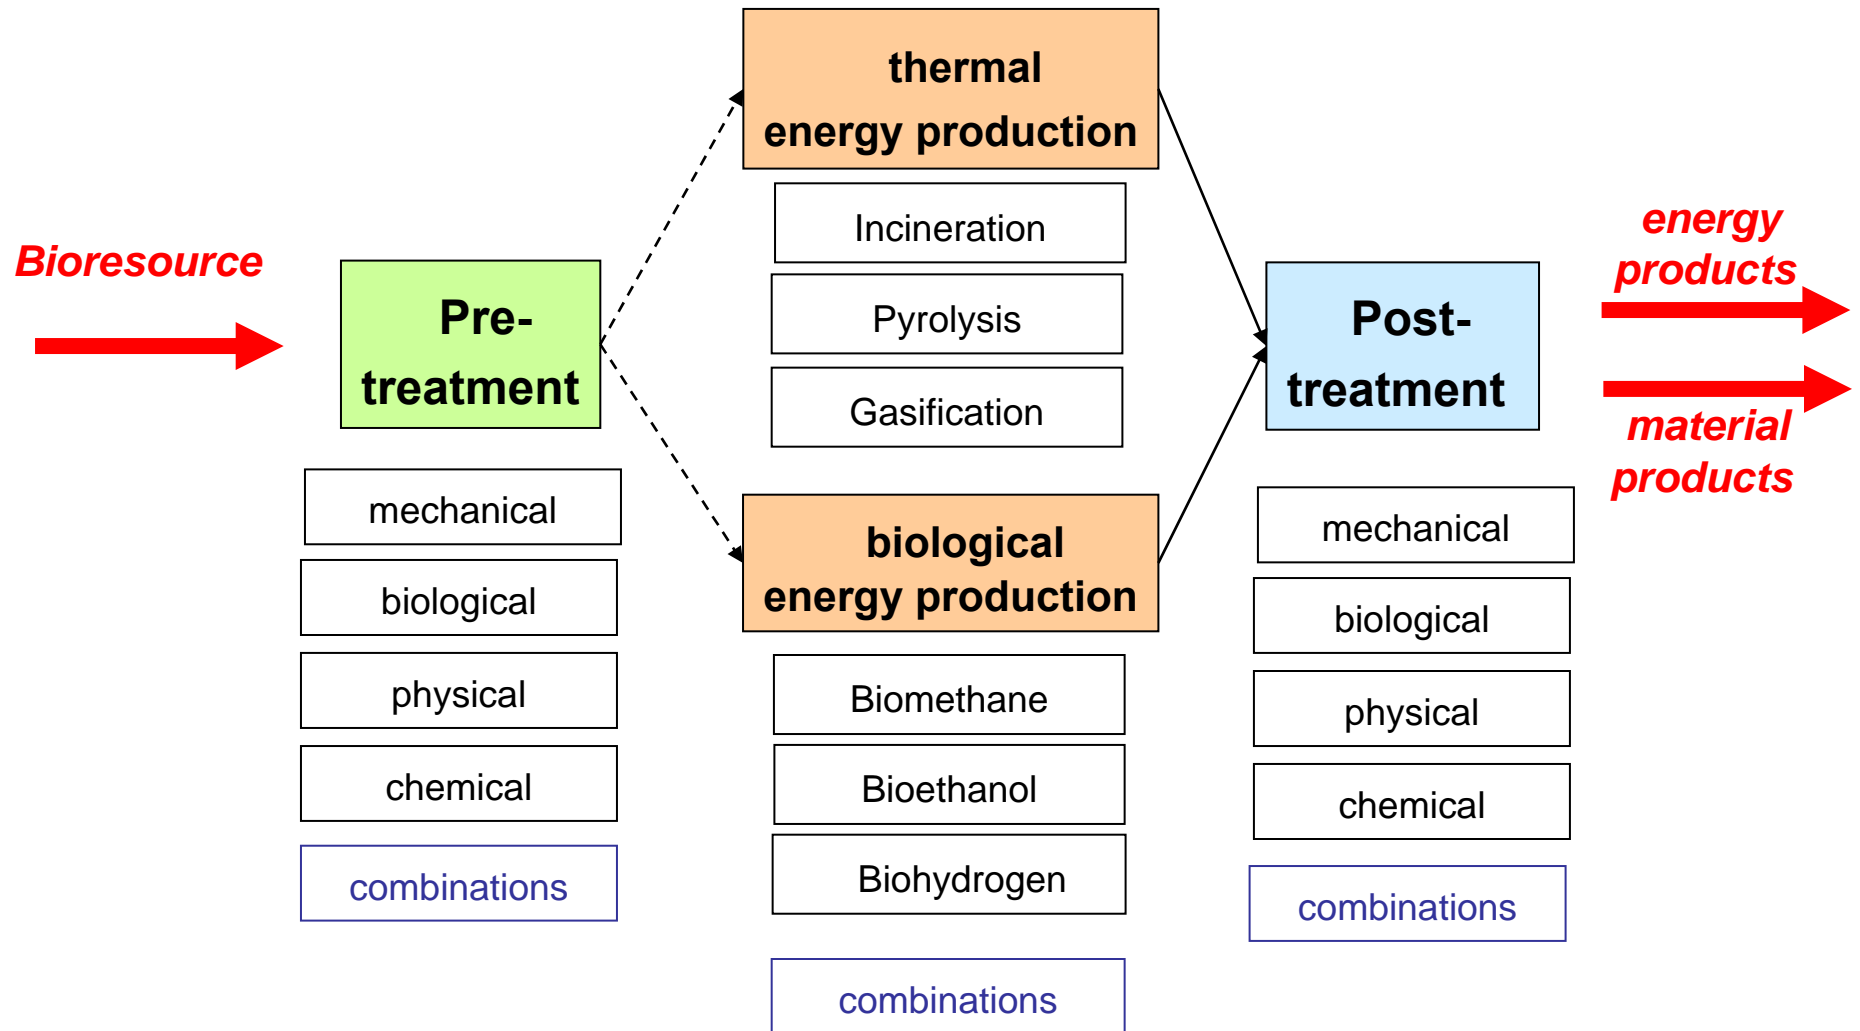 Bioresource
Pre-
treatment
mechanical
biological
physical
chemical
combinations
thermal
energy production
Incineration
Pyrolysis
Gasification
biological
energy production
Biomethane
Bioethanol
Biohydrogen
combinations
Post-
treatment
mechanical
biological
physical
chemical
combinations
energy
products
material
products